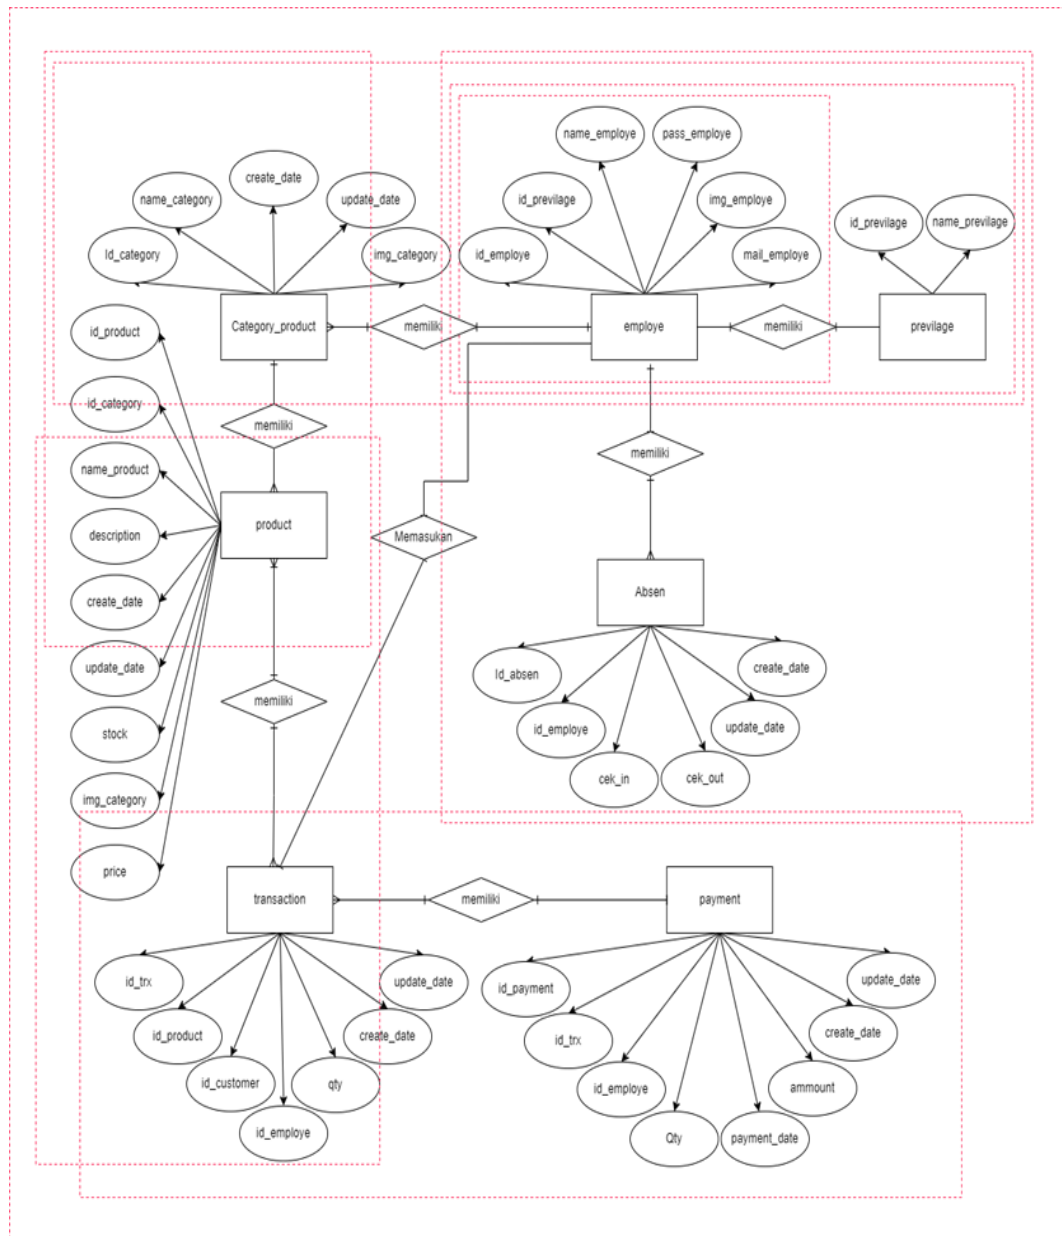 name_employe
pass_employe
create_date
name_category
update_date
id_previlage
img_employe
id_previlage
name_previlage
Id_category
img_category
id_employe
mail_employe
id_product
Category_product
memiliki
employe
memiliki
previlage
id_category
memiliki
memiliki
name_product
product
description
Memasukan
Absen
create_date
update_date
Id_absen
create_date
memiliki
stock
id_employe
update_date
cek_in
cek_out
img_category
price
transaction
memiliki
payment
id_trx
update_date
id_payment
update_date
id_product
create_date
id_trx
create_date
id_customer
qty
id_employe
ammount
id_employe
Qty
payment_date